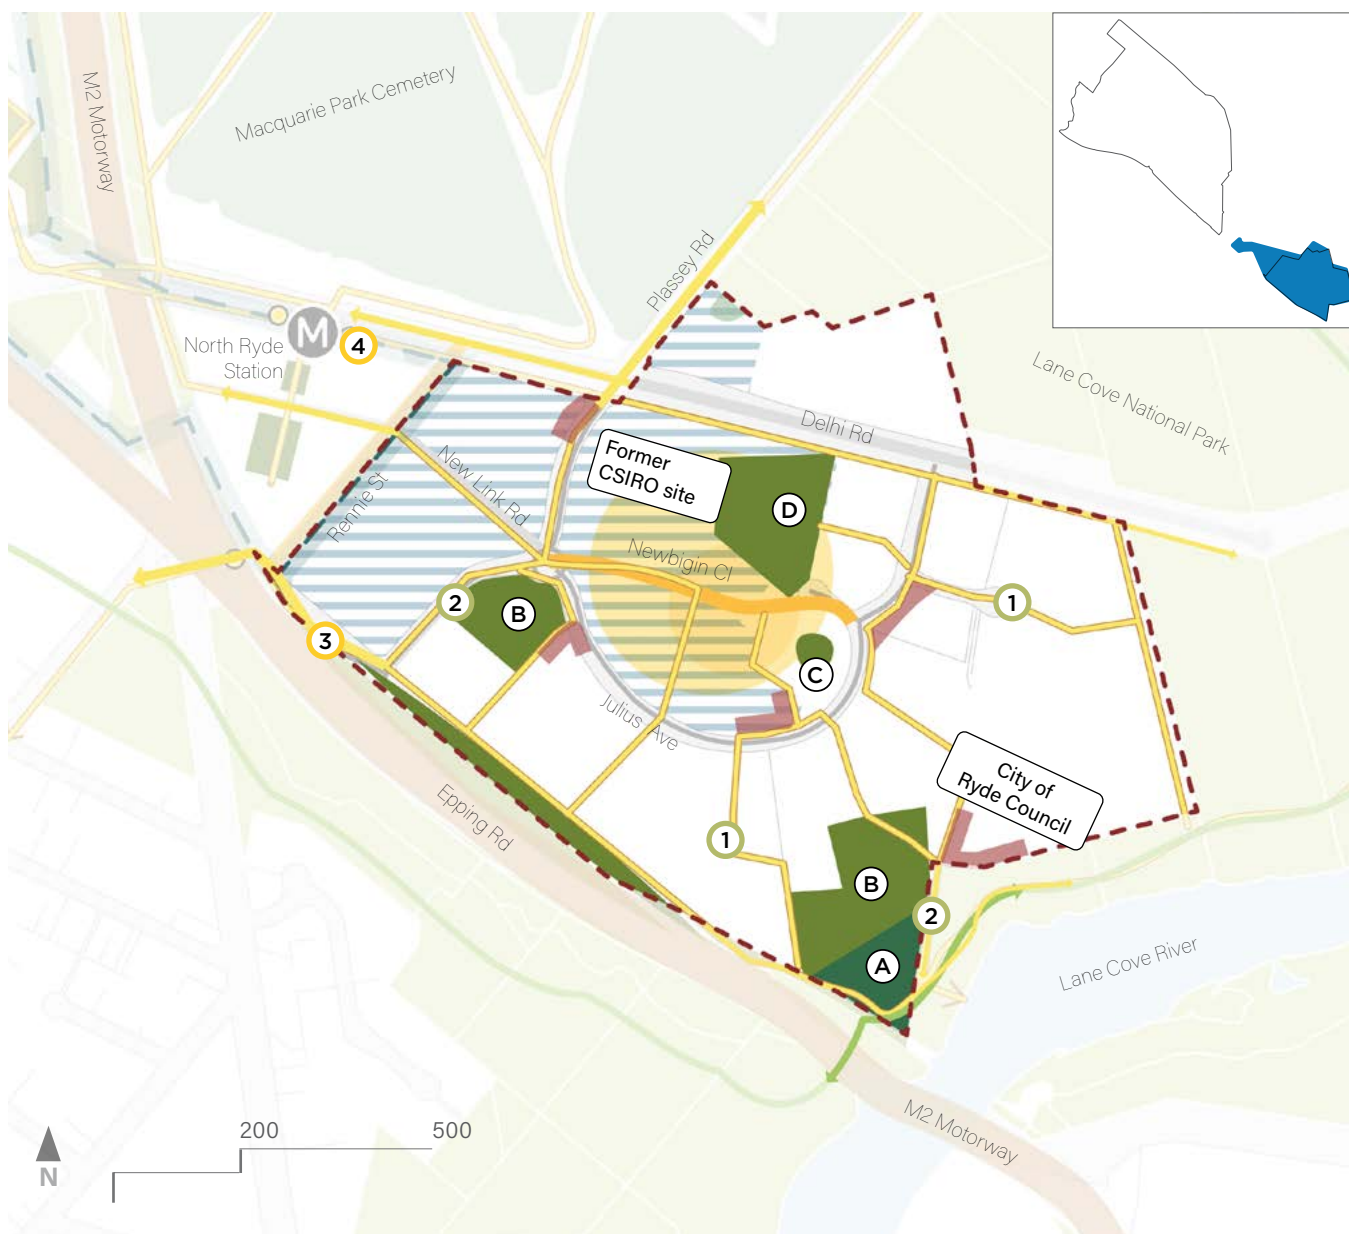 M2 Motorway
Macquarie Park Cemetery
Plassey Rd
M
North Ryde
Station
4
Lane Cove National Park
Delhi Rd
Former
CSIRO site
New Link Rd
Rennie St
D
Newbigin Cl
2
B
1
3
C
Julius Ave
City of
Ryde Council
Epping Rd
1
B
2
A
Lane Cove River
M2 Motorway
200
500
N